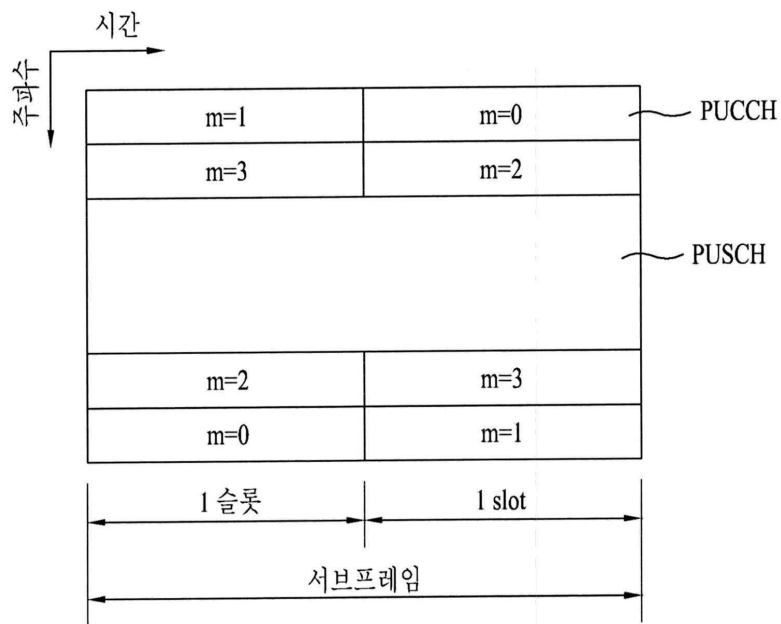 시간
주파수
m=1
m=0
PUCCH
m=3
m=2
PUSCH
m=2
m=3
m=0
m=1
1 슬롯
1 slot
서브프레임